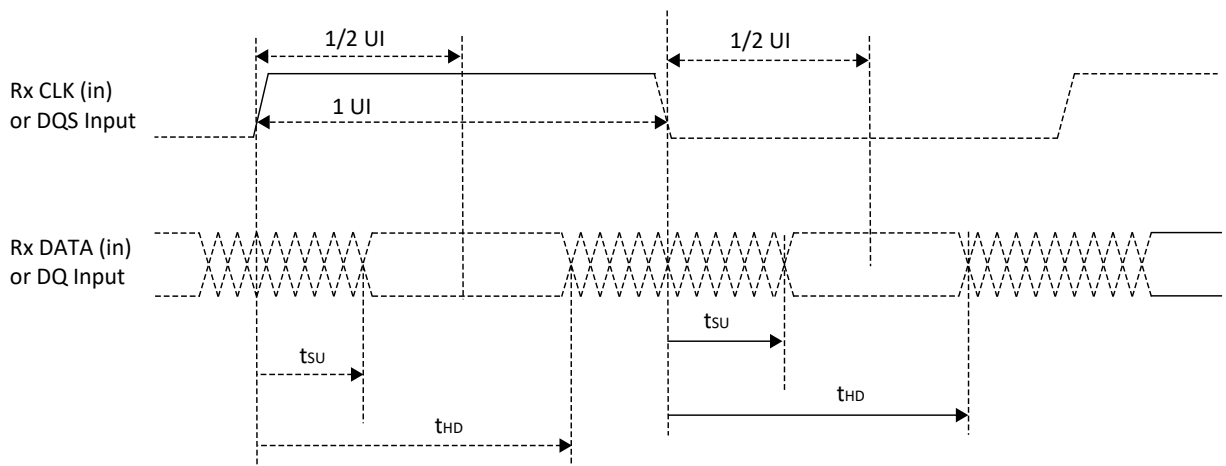 1/2 UI
1/2 UI
Rx CLK (in)
or DQS Input
1 UI
Rx DATA (in)
or DQ Input
tSU
tSU
tHD
tHD